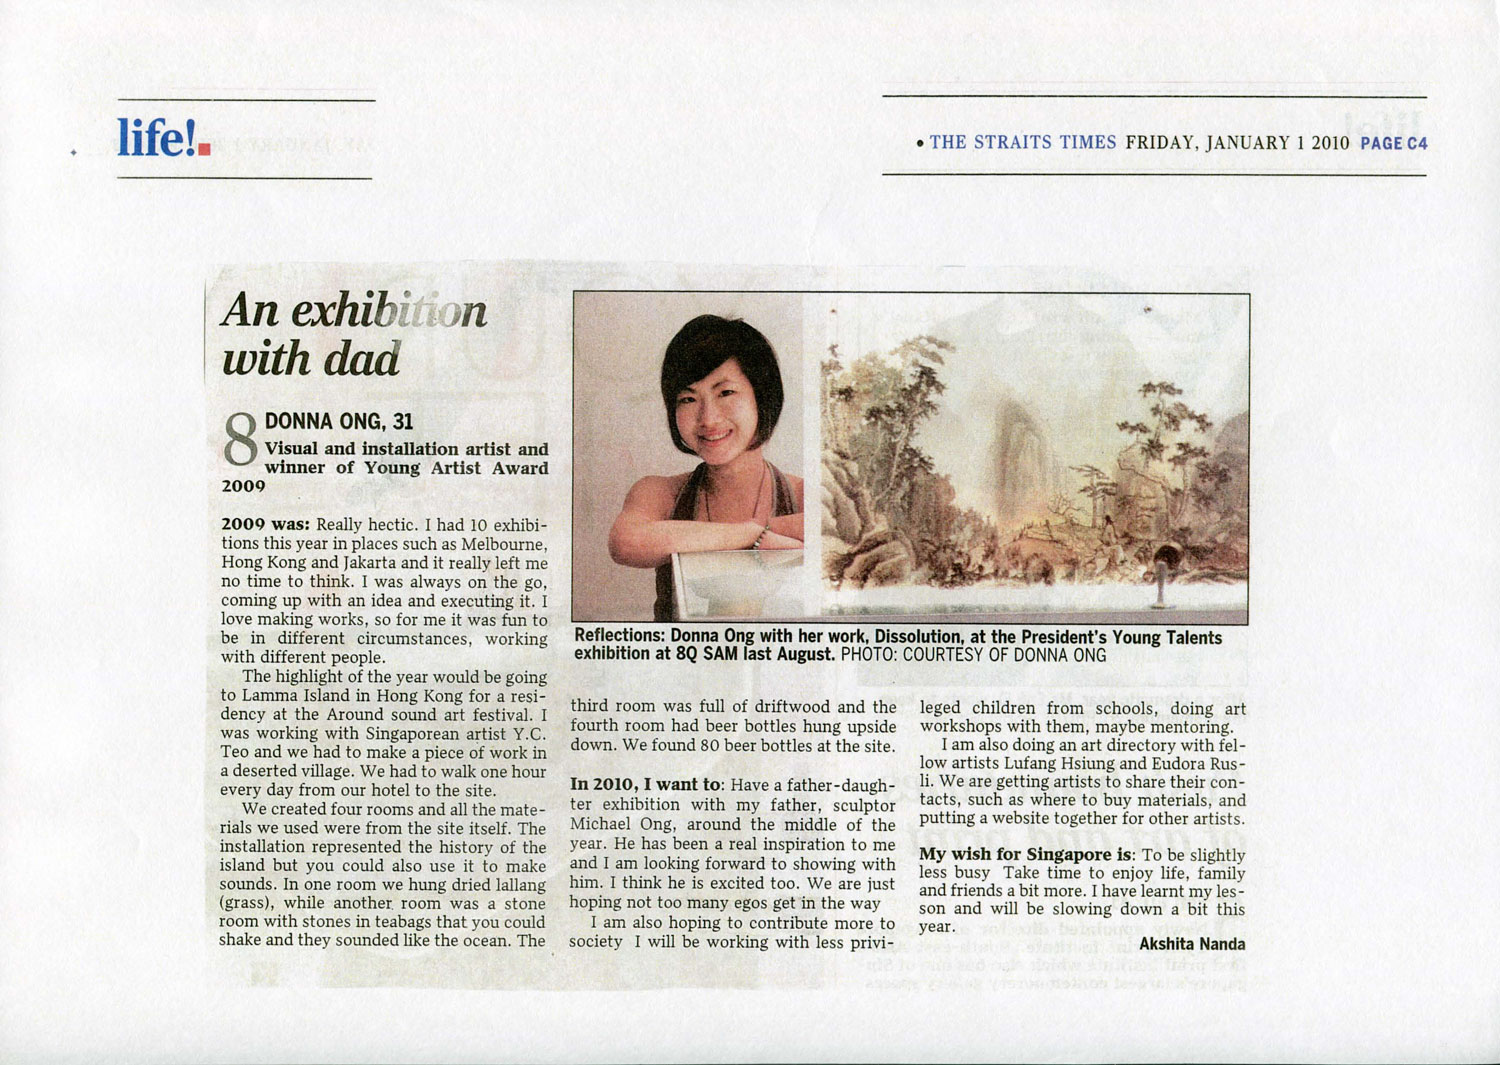 life!
• THE STRAITS TIMES FRIDAY, JANUARY 1 2010 PAGE C4
An exhibition
with dad
8 DONNA ONG, 31
Visual and installation artist and
winner of Young Artist Award
2009
2009 was: Really hectic. I had 10 exhibi-
tions this year in places such as Melbourne,
Hong Kong and Jakarta and it really left me
no time to think. I was always on the go,
coming up with an idea and executing it. I
love making works, so for me it was fun to
be in different circumstances, working
with different people.
The highlight of the year would be going
to Lamma Island in Hong Kong for a resi-
dency at the Around sound art festival. I
was working with Singaporean artist Y.C.
Teo and we had to make a piece of work in
a deserted village. We had to walk one hour
every day from our hotel to the site.
We created four rooms and all the mate-
rials we used were from the site itself. The
installation represented the history of the
island but you could also use it to make
sounds. In one room we hung dried lallang
(grass), while another room was a stone
room with stones in teabags that you could
shake and they sounded like the ocean. The
Reflections: Donna Ong with her work, Dissolution, at the President's Young Talents
exhibition at 8Q SAM last August. PHOTO: COURTESY OF DONNA ONG
third room was full of driftwood and the
fourth room had beer bottles hung upside
down. We found 80 beer bottles at the site.
In 2010, I want to: Have a father-daugh-
ter exhibition with my father, sculptor
Michael Ong, around the middle of the
year. He has been a real inspiration to me
and I am looking forward to showing with
him. I think he is excited too. We are just
hoping not too many egos get in the way
I am also hoping to contribute more to
society I will be working with less privi-
leged children from schools, doing art
workshops with them, maybe mentoring.
I am also doing an art directory with fel-
low artists Lufang Hsiung and Eudora Rus-
li. We are getting artists to share their con-
tacts, such as where to buy materials, and
putting a website together for other artists.
My wish for Singapore is: To be slightly
less busy Take time to enjoy life, family
and friends a bit more. I have learnt my les-
son and will be slowing down a bit this
year.
Akshita Nanda